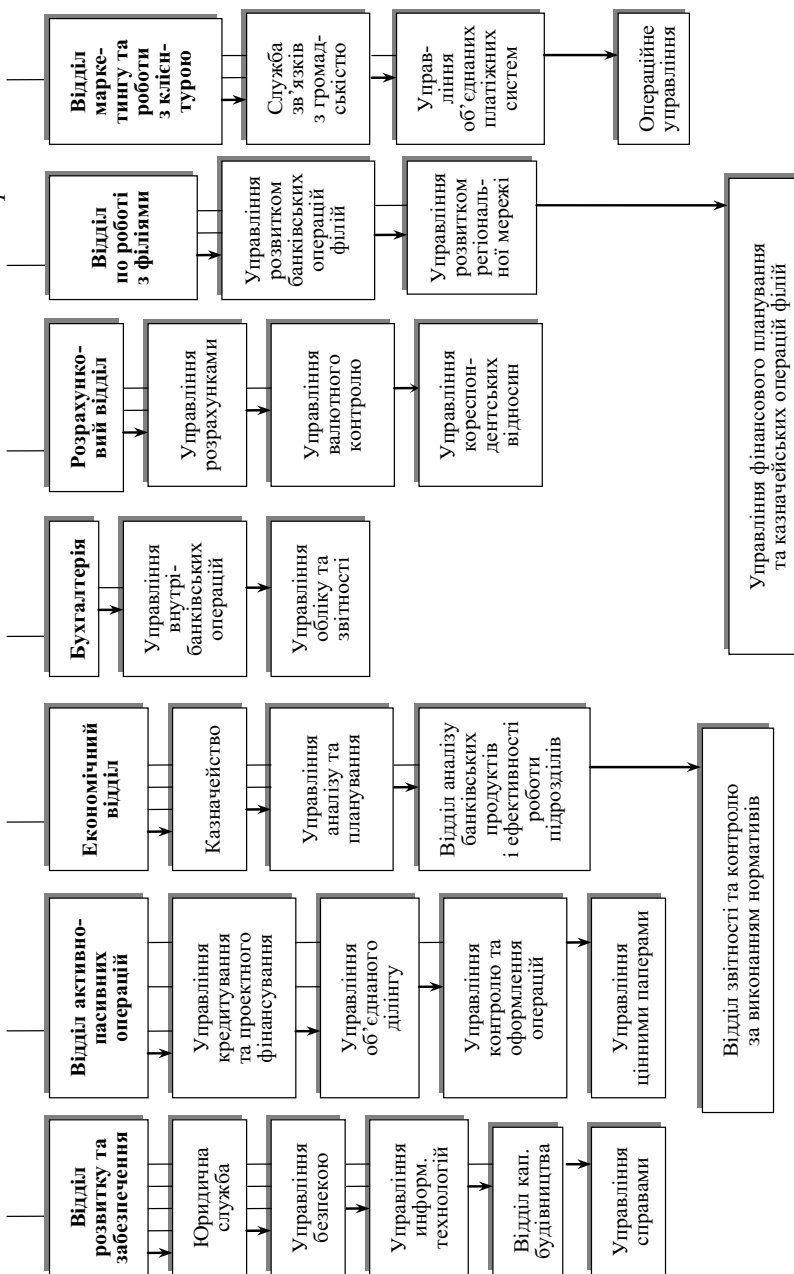 Відділ
розвитку та
забезпечення
Юридична
служба
Управління
безпекою
Управління
информ.
технологій
Відділ кап.
будівництва
Управління
справами
Відділ активно-
пасивних
операцій
Управління
кредитування
та проектного
фінансування
Управління
об’єднаного
ділінгу
Управління
контролю та
оформлення
операцій
Управління
цінними паперами
Економічний
відділ
Казначейство
Управління
аналізу та
планування
Відділ аналізу
банківських
продуктів
і ефективності
роботи
підрозділів
Відділ звітності та контролю
за виконанням нормативів
Бухгалтерія
Управління
внутрі-
банківських
операцій
Управління
обліку та
звітності
Розрахунко-
вий відділ
Управління
розрахунками
Управління
валютного
контролю
Управління
кореспон-
дентських
відносин
Відділ
по роботі
з філіями
Управління
розвитком
банківських
операцій
філій
Управління
розвитком
регіональ-
ної мережі
Управління фінансового планування
та казначейських операцій філій
Відділ
марке-
тингу та
роботи
з клієн-
турою
Служба
зв’язків
з громад-
ськістю
Управ-
ління
об’єднаних
платіжних
систем
Операційне
управління